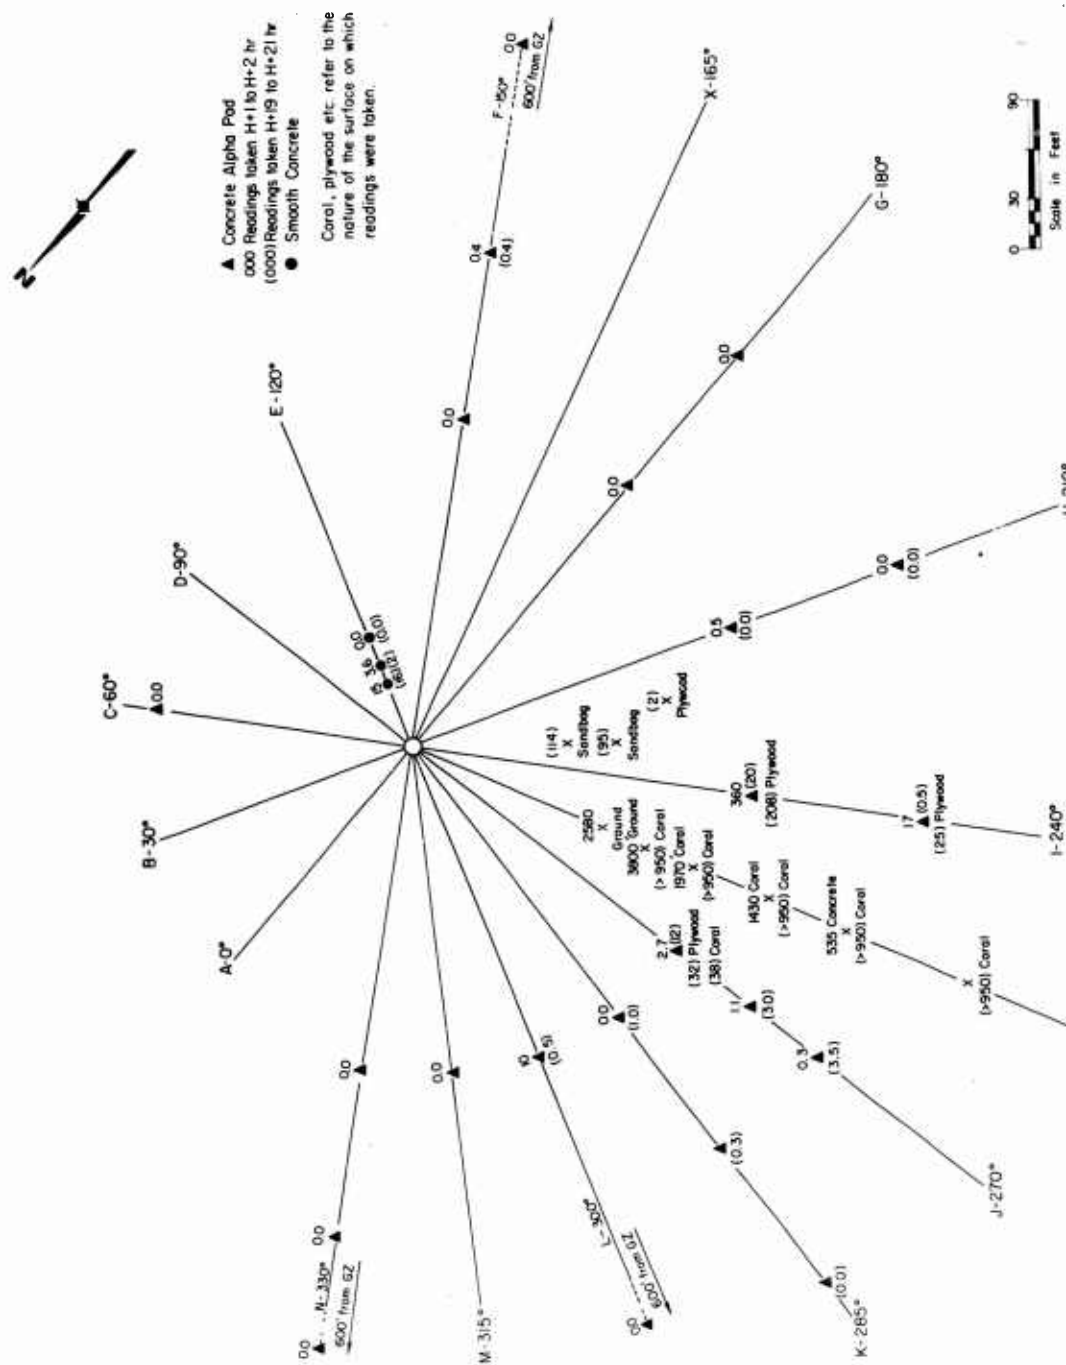 N
▲ Concrete Alpha Pad
000 Readings taken H+1 to H+2 hr
(000) Readings taken H+19 to H+21 hr
● Smooth Concrete
Coral, plywood etc. refer to the
nature of the surface on which
readings were taken.
0.0
F-150°
600' from GZ
X-165°
0.4
(0.4)
G-180°
0 30 90
Scale in Feet
E-120°
0.0
0.0
0.0
D-90°
0.0
(0.0)
0.0
(0.0)
3.6
(2)
15
(16)
0.5
(0.0)
C-60°
0.0
(2)
X
Plywood
(114)
X
Sandbag
(95)
X
Sandbag
360
(20)
(208) Plywood
17
(0.5)
(25) Plywood
I-240°
B-30°
2580
X
Ground
3800 Ground
X
(>950) Coral
1970 Coral
X
(>950) Coral
1430 Coral
X
(>950) Coral
535 Concrete
X
(>950) Coral
X
(>950) Coral
A-0°
2.7
(12)
(32) Plywood
(38) Coral
1.1
(3.0)
0.3
(3.5)
J-270°
0.0
(1.0)
(0.3)
(0.0)
K-285°
0.0
0.0
(0.5)
L-300°
600' from GZ
0.0
M-315°
0.0
N-330°
600' from GZ
0.0